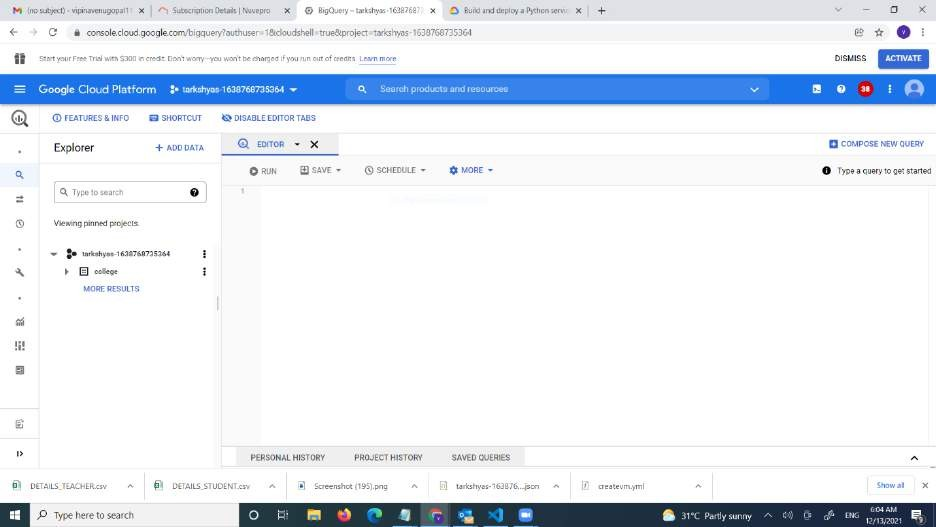 (no subject) - vipinavenugopal11
Subscription Details | Nuvepro
BigQuery – tarkshyas-16387687
Build and deploy a Python servic
console.cloud.google.com/bigquery?authuser=1&cloudshell=true&project=tarkshyas-1638768735364
Start your Free Trial with $300 in credit. Don't worry—you won't be charged if you run out of credits. Learn more
DISMISS
ACTIVATE
Google Cloud Platform
tarkshyas-1638768735364
Search products and resources
38
FEATURES & INFO
SHORTCUT
DISABLE EDITOR TABS
Explorer
+ ADD DATA
EDITOR
COMPOSE NEW QUERY
RUN
SAVE
SCHEDULE
MORE
Type a query to get started
Type to search
1
Viewing pinned projects.
tarkshyas-1638768735364
college
MORE RESULTS
PERSONAL HISTORY
PROJECT HISTORY
SAVED QUERIES
DETAILS_TEACHER.csv
DETAILS_STUDENT.csv
Screenshot (195).png
tarkshyas-163876....json
createvm.yml
Show all
Type here to search
31°C Partly sunny
ENG
6:04 AM
12/13/2021